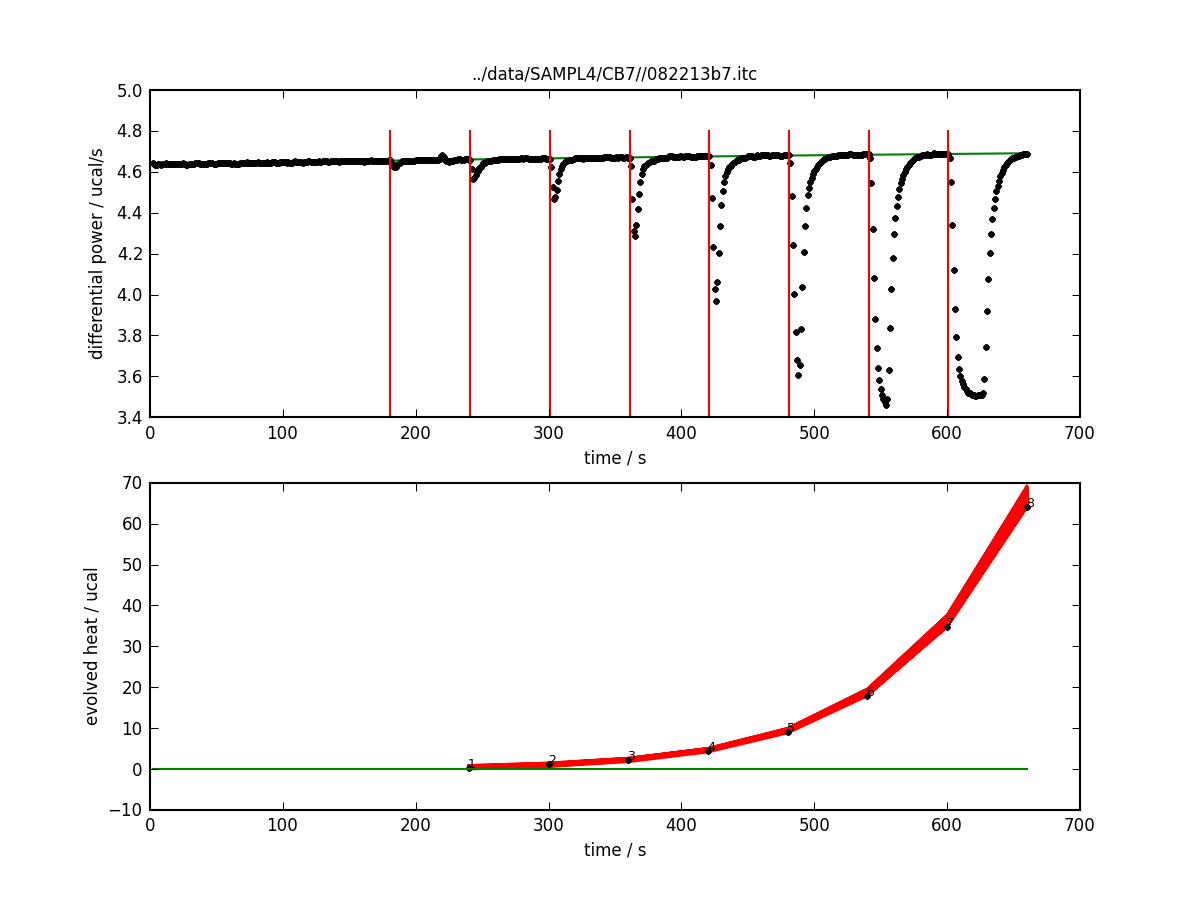 ../data/SAMPL4/CB7//082213b7.itc
differential power / ucal/s
5.0
4.8
4.6
4.4
4.2
4.0
3.8
3.6
3.4
0 100 200 300 400 500 600 700
time / s
evolved heat / ucal
70
60
50
40
30
20
10
0
−10
1 2 3 4 5 6 7 8
0 100 200 300 400 500 600 700
time / s